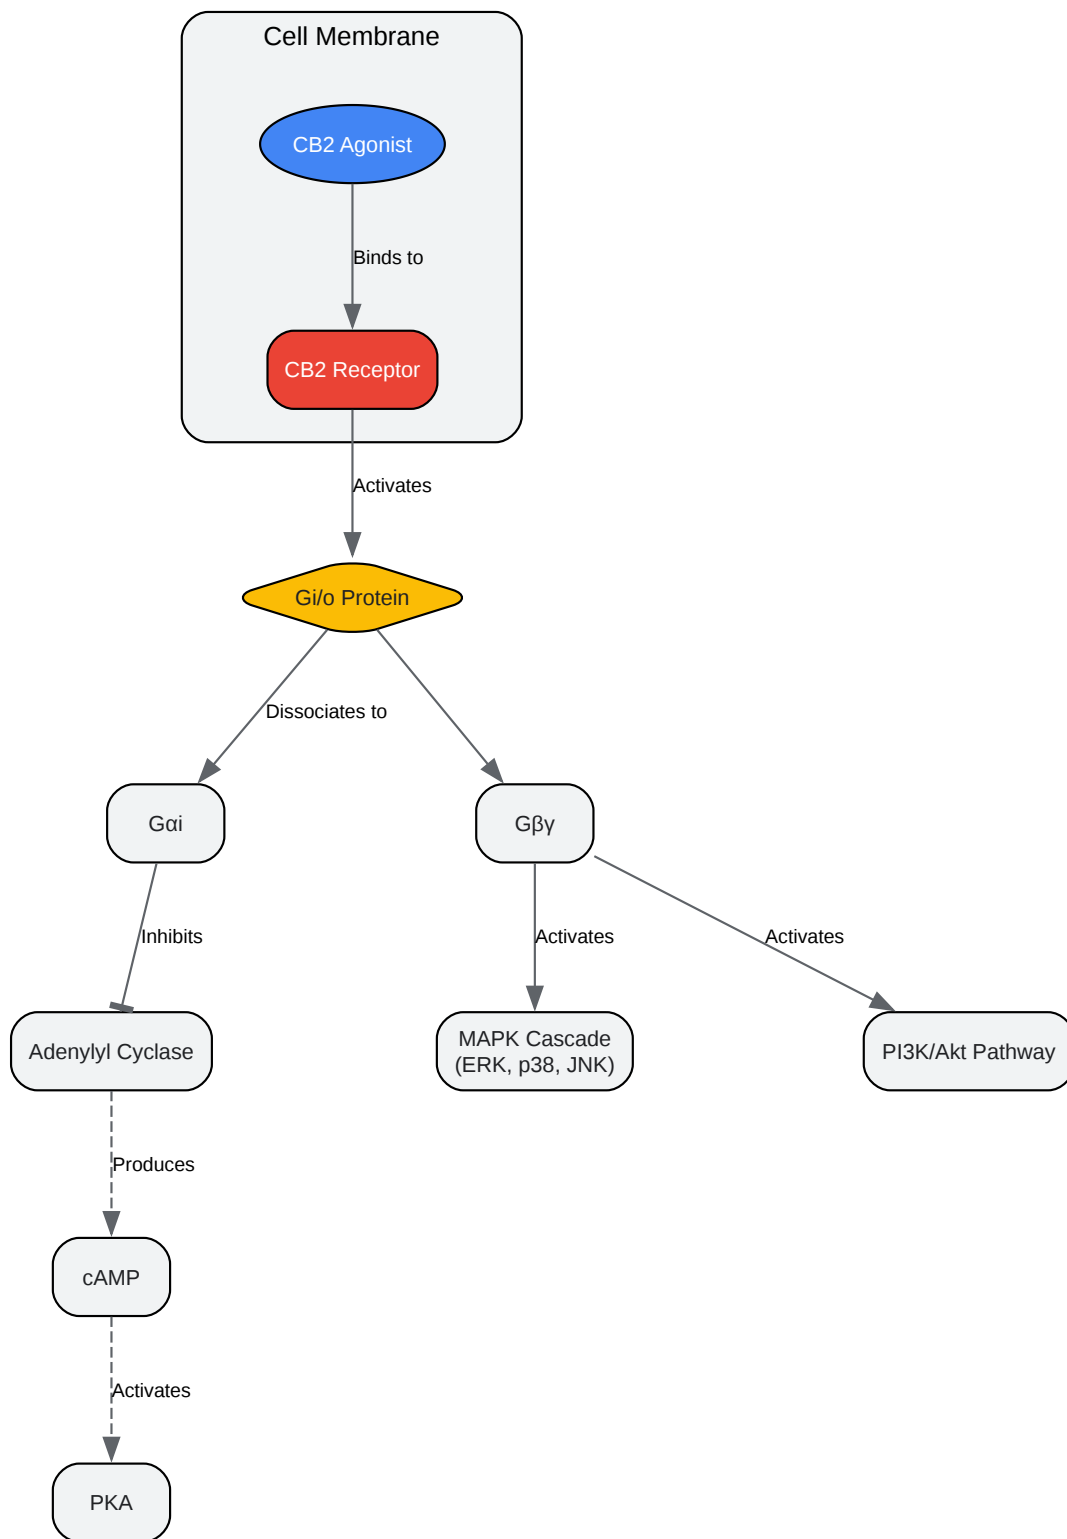 Cell Membrane
CB2 Agonist
Binds to
CB2 Receptor
Activates
Gi/o Protein
Dissociates to
Gαi
Gβγ
Inhibits
Activates
Activates
Adenylyl Cyclase
MAPK Cascade
(ERK, p38, JNK)
PI3K/Akt Pathway
Produces
cAMP
Activates
PKA